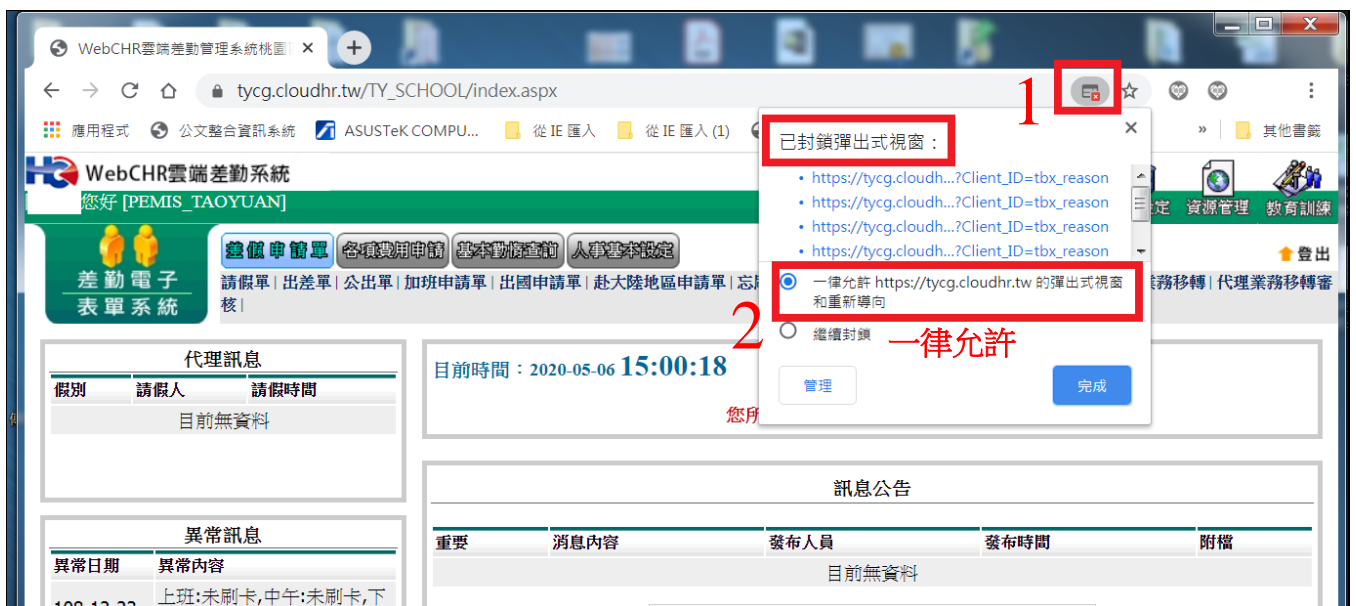 WebCHR雲端差勤管理系統桃園
1
tycg.cloudhr.tw/TY_SCHOOL/index.aspx
應用程式
公文整合資訊系統
ASUSTeK COMPU...
從 IE 匯入
從 IE 匯入 (1)
»
其他書籤
已封鎖彈出式視窗：
• https://tycg.cloudh...?Client_ID=tbx_reason
• https://tycg.cloudh...?Client_ID=tbx_reason
• https://tycg.cloudh...?Client_ID=tbx_reason
• https://tycg.cloudh...?Client_ID=tbx_reason
一律允許 https://tycg.cloudhr.tw 的彈出式視窗
和重新導向
2
繼續封鎖
一律允許
管理
完成
WebCHR雲端差勤系統
您好 [PEMIS_TAOYUAN]
定
資源管理
教育訓練
差勤電子
表單系統
差假申請單
各項費用申請
基本勤惰查詢
人事基本設定
登出
請假單 | 出差單 | 公出單 | 加班申請單 | 出國申請單 | 赴大陸地區申請單 |
務移轉 | 代理業務移轉審
核 |
代理訊息
假別 請假人 請假時間
目前無資料
目前時間：2020-05-06 15:00:18
您所
異常訊息
異常日期 異常內容
上班:未刷卡,中午:未刷卡,下
訊息公告
重要 消息內容 發布人員 發布時間 附檔
目前無資料